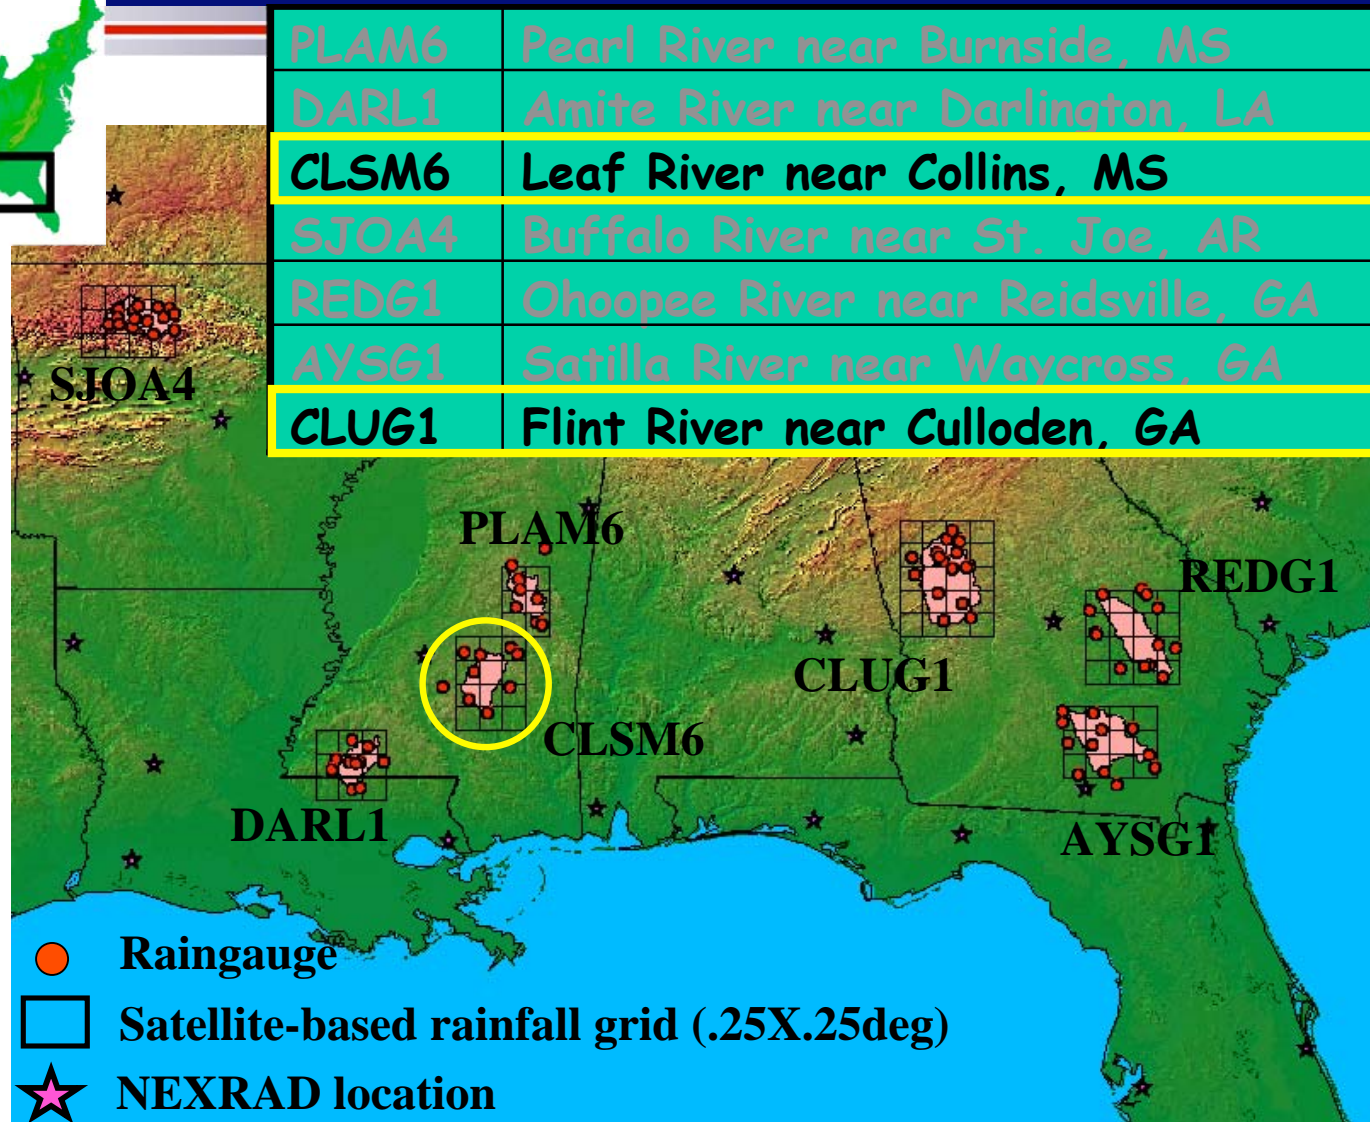 PLAM6 Pearl River near Burnside, MS
DARL1 Amite River near Darlington, LA
CLSM6 Leaf River near Collins, MS
SJOA4 Buffalo River near St. Joe, AR
REDG1 Ohoopee River near Reidsville, GA
AYSG1 Satilla River near Waycross, GA
CLUG1 Flint River near Culloden, GA
SJOA4
PLAM6
REDG1
CLUG1
CLSM6
DARL1
AYSG1
Raingauge
Satellite-based rainfall grid (.25X.25deg)
NEXRAD location